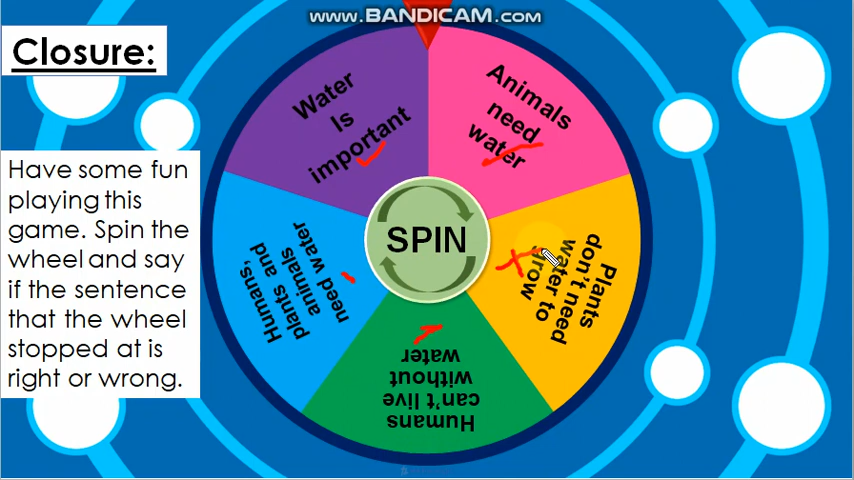 www.BANDICAM.com
Closure:
Have some fun
playing this
game. Spin the
wheel and say
if the sentence
that the wheel
stopped at is
right or wrong.
Water
Is
important
Animals
need
water
Plants
don't need
water to
grow
Humans
can't live
without
water
Humans,
plants and
animals
need water
SPIN